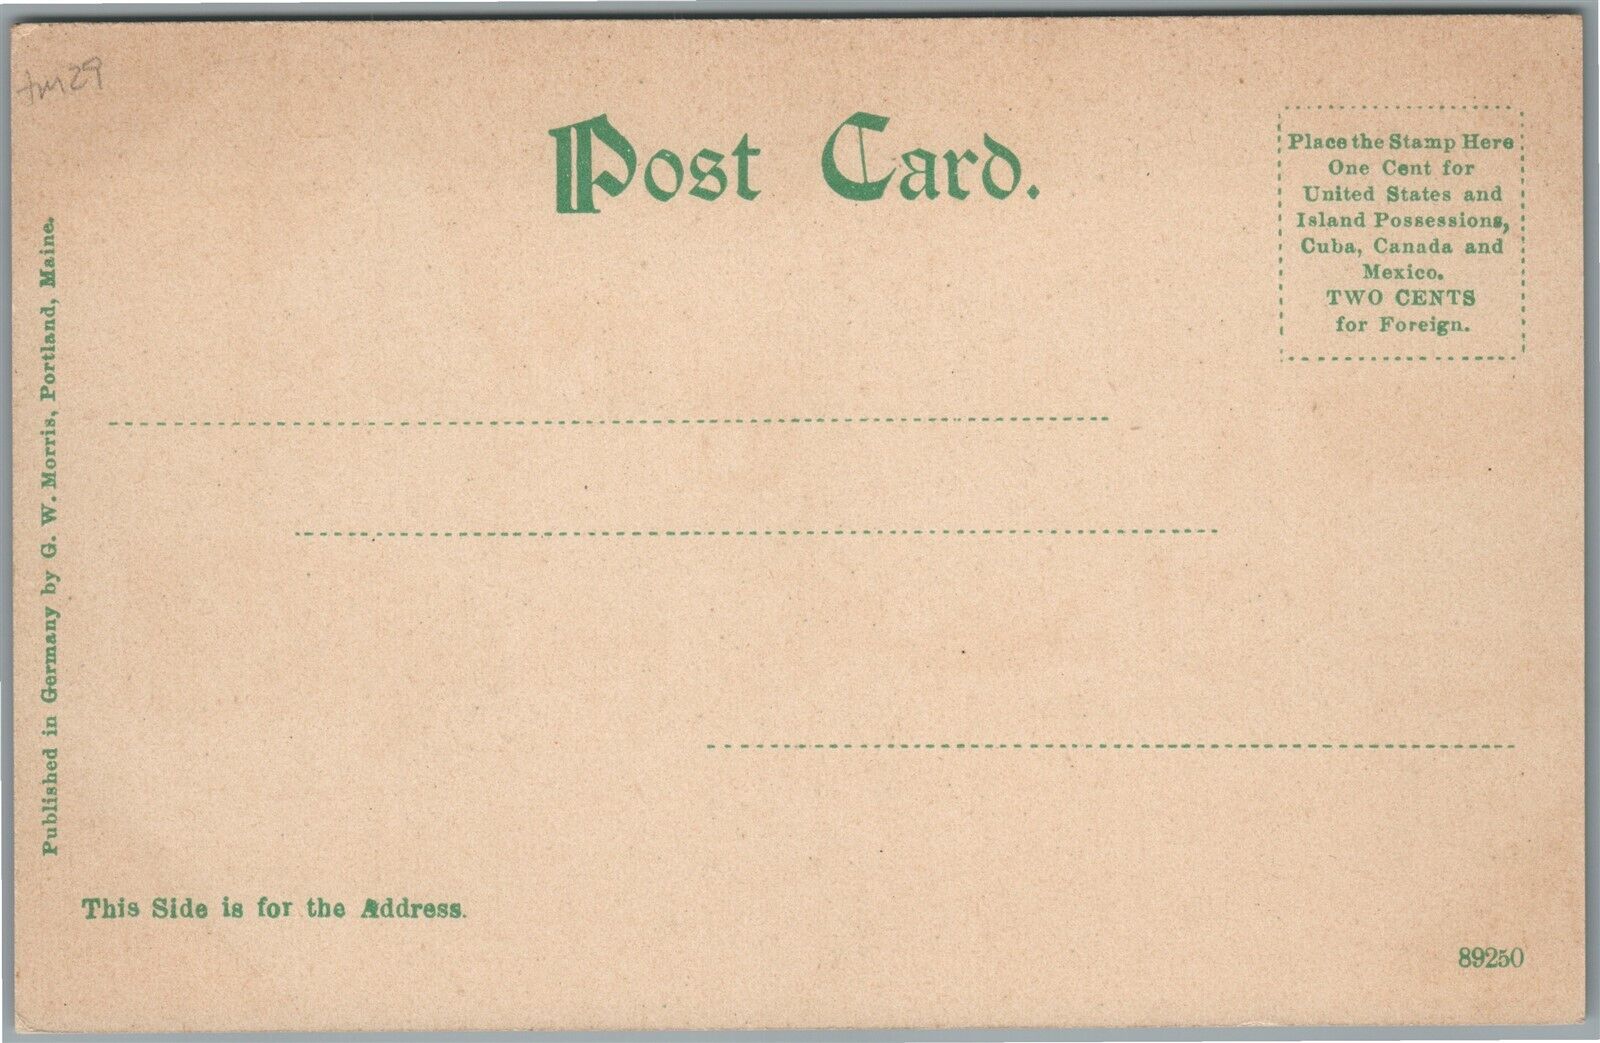 Post Card.
Place the Stamp Here
One Cent for
United States and
Island Possessions,
Cuba, Canada and
Mexico.
TWO CENTS
for Foreign.
Published in Germany by G. W. Morris, Portland, Maine.
This Side is for the Address.
89250